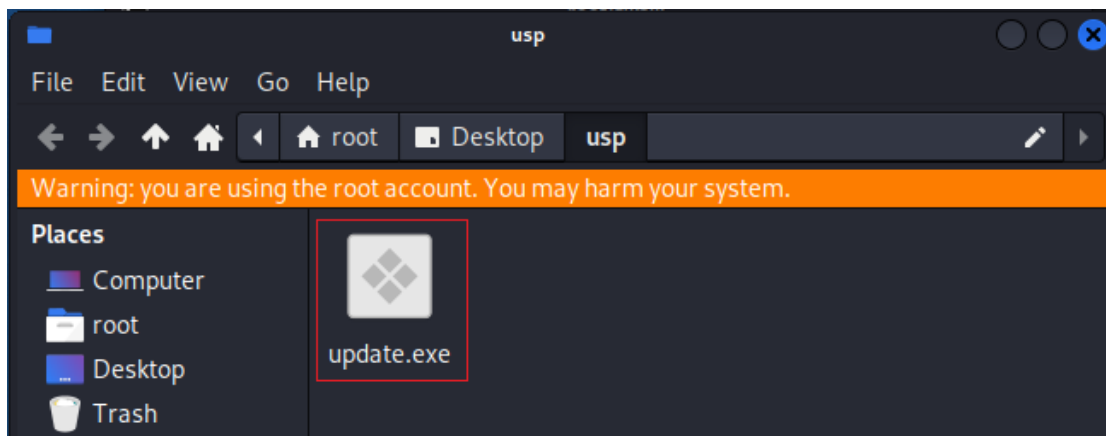 usp
File Edit View Go Help
root Desktop usp
Warning: you are using the root account. You may harm your system.
Places
Computer
root
Desktop
Trash
update.exe